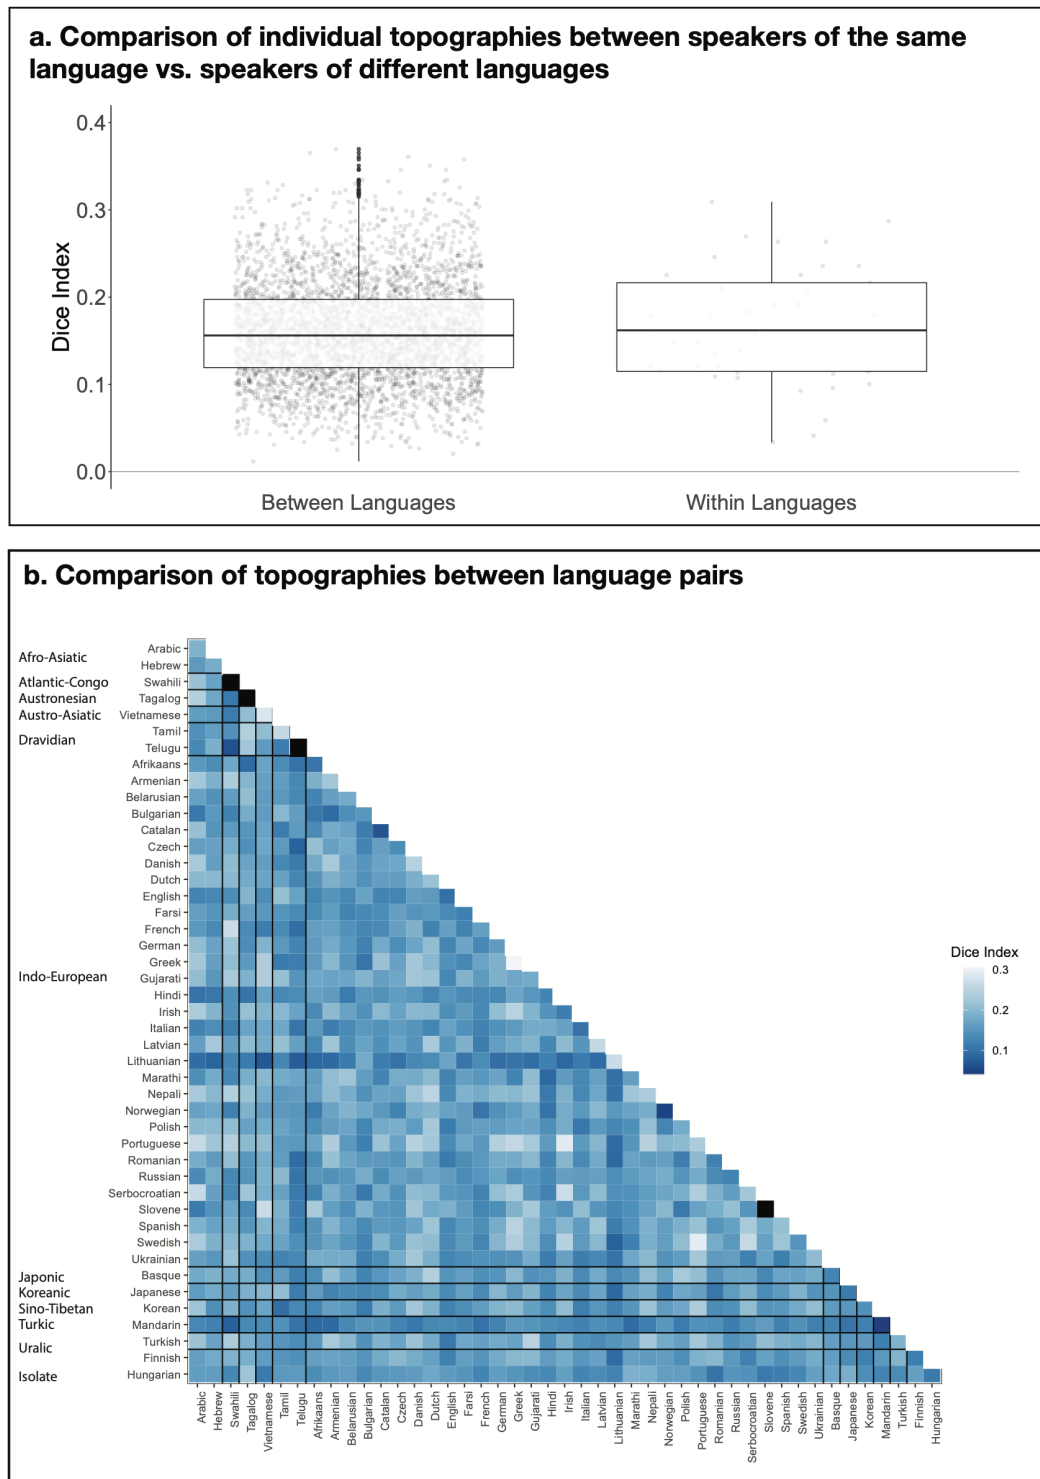 a. Comparison of individual topographies between speakers of the same
language vs. speakers of different languages
0.4
0.3
0.2
0.1
0.0
Dice Index
Between Languages
Within Languages
b. Comparison of topographies between language pairs
Afro-Asiatic
Atlantic-Congo
Austronesian
Austro-Asiatic
Dravidian
Indo-European
Japonic
Koreanic
Sino-Tibetan
Turkic
Uralic
Isolate
Arabic
Hebrew
Swahili
Tagalog
Vietnamese
Tamil
Telugu
Afrikaans
Armenian
Belarusian
Bulgarian
Catalan
Czech
Danish
Dutch
English
Farsi
French
German
Greek
Gujarati
Hindi
Irish
Italian
Latvian
Lithuanian
Marathi
Nepali
Norwegian
Polish
Portuguese
Romanian
Russian
Serbocroatian
Slovene
Spanish
Swedish
Ukrainian
Basque
Japanese
Korean
Mandarin
Turkish
Finnish
Hungarian
Dice Index
0.3
0.2
0.1
Arabic
Hebrew
Swahili
Tagalog
Vietnamese
Tamil
Telugu
Afrikaans
Armenian
Belarusian
Bulgarian
Catalan
Czech
Danish
Dutch
English
Farsi
French
German
Greek
Gujarati
Hindi
Irish
Italian
Latvian
Lithuanian
Marathi
Nepali
Norwegian
Polish
Portuguese
Romanian
Russian
Serbocroatian
Slovene
Spanish
Swedish
Ukrainian
Basque
Japanese
Korean
Mandarin
Turkish
Finnish
Hungarian